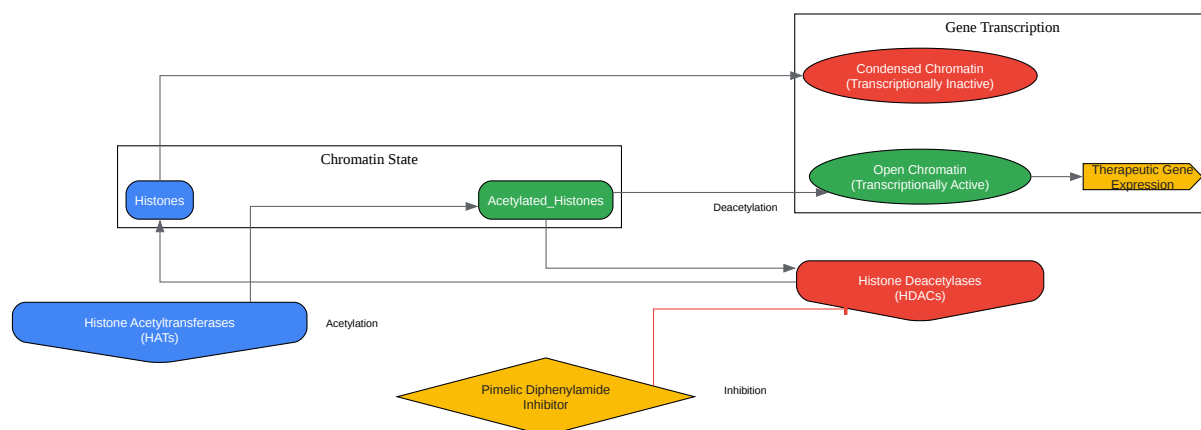 Gene Transcription
Condensed Chromatin
(Transcriptionally Inactive)
Chromatin State
Histones
Acetylated_Histones
Open Chromatin
(Transcriptionally Active)
Therapeutic Gene
Expression
Deacetylation
Histone Deacetylases
(HDACs)
Histone Acetyltransferases
(HATs)
Acetylation
Pimelic Diphenylamide
Inhibitor
Inhibition